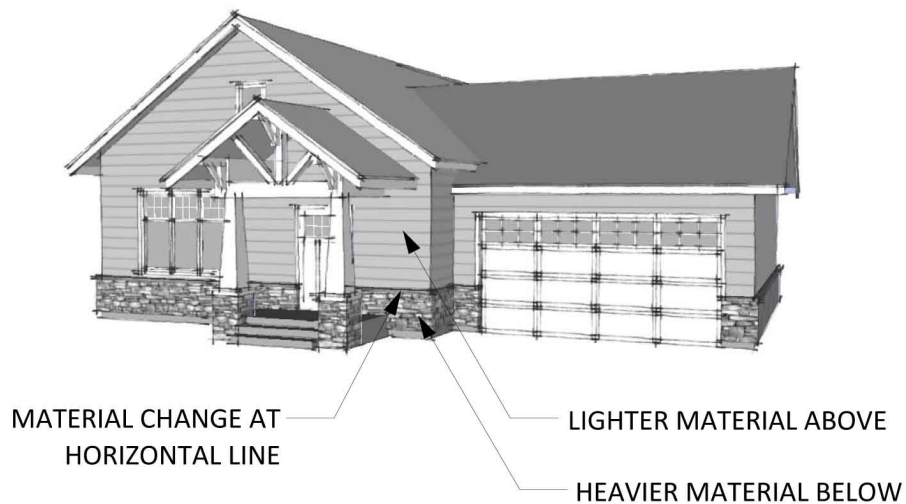 MATERIAL CHANGE AT
HORIZONTAL LINE
LIGHTER MATERIAL ABOVE
HEAVIER MATERIAL BELOW